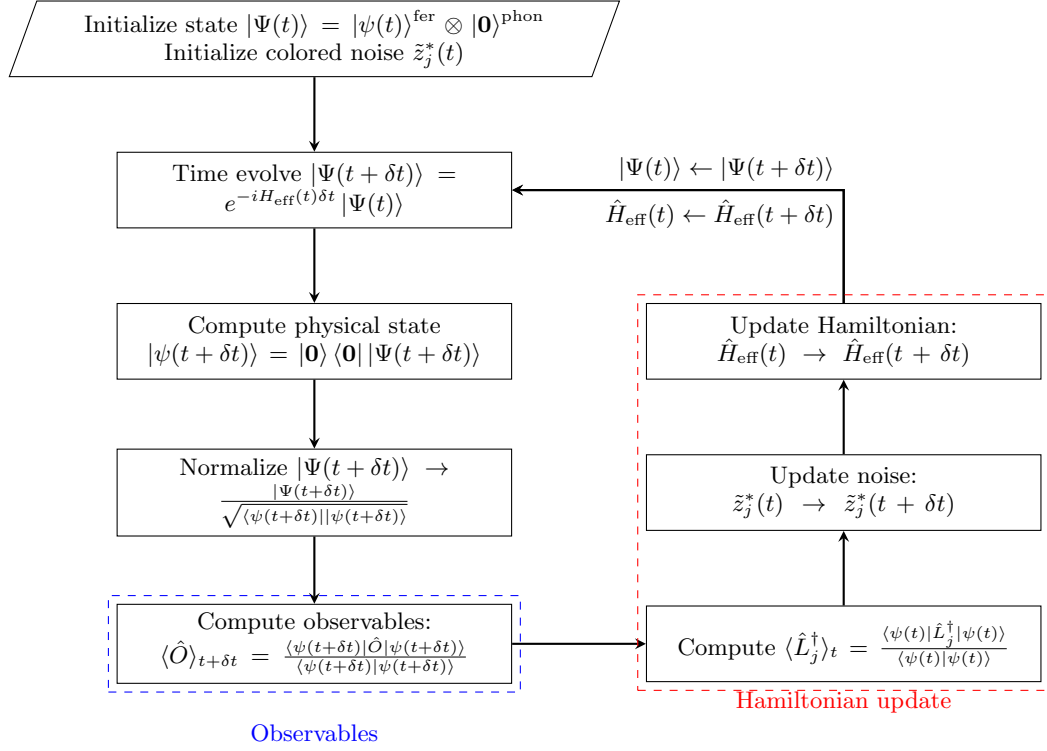 Initialize state |Ψ(t)⟩ = |ψ(t)⟩^fer ⊗ |𝟎⟩^phon
Initialize colored noise z̃*_j(t)
Time evolve |Ψ(t + δt)⟩ =
e^{−iH_eff(t)δt} |Ψ(t)⟩
Compute physical state
|ψ(t + δt)⟩ = |𝟎⟩ ⟨𝟎| |Ψ(t + δt)⟩
Normalize |Ψ(t + δt)⟩ →
|Ψ(t+δt)⟩ / √⟨ψ(t+δt)||ψ(t+δt)⟩
Compute observables:
⟨Ô⟩_{t+δt} = ⟨ψ(t+δt)|Ô|ψ(t+δt)⟩ / ⟨ψ(t+δt)|ψ(t+δt)⟩
Observables
|Ψ(t)⟩ ← |Ψ(t + δt)⟩
Ĥ_eff(t) ← Ĥ_eff(t + δt)
Update Hamiltonian:
Ĥ_eff(t) → Ĥ_eff(t + δt)
Update noise:
z̃*_j(t) → z̃*_j(t + δt)
Compute ⟨L̂†_j⟩_t = ⟨ψ(t)|L̂†_j|ψ(t)⟩ / ⟨ψ(t)|ψ(t)⟩
Hamiltonian update